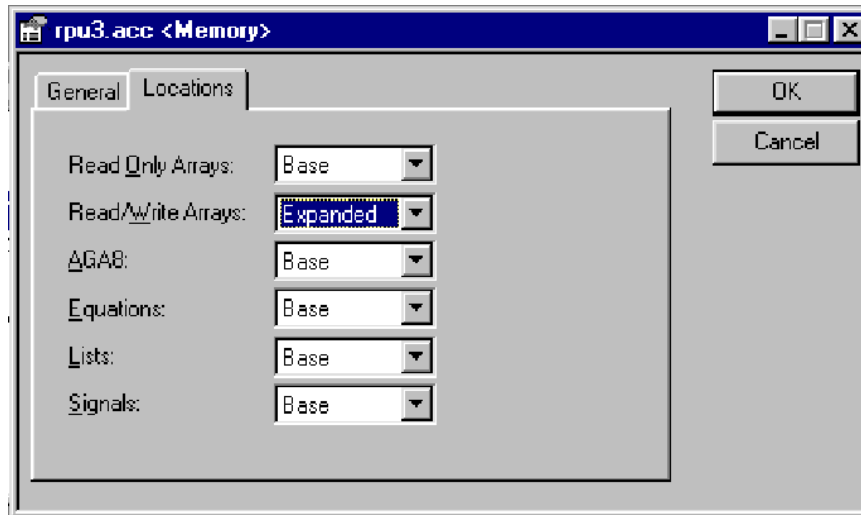 rpu3.acc <Memory>
General Locations
OK
Cancel
Read Only Arrays: Base
Read/Write Arrays: Expanded
AGA8: Base
Equations: Base
Lists: Base
Signals: Base